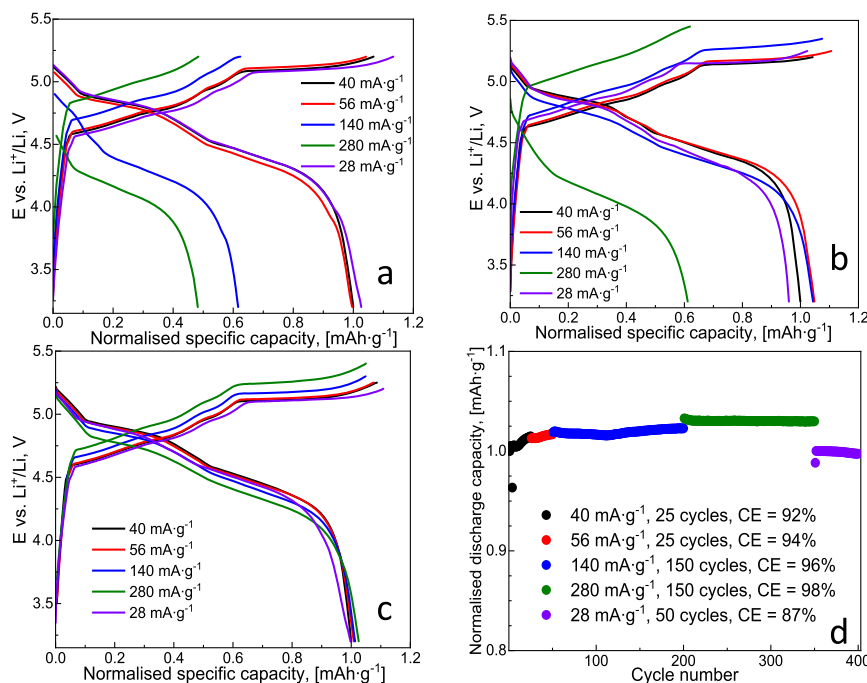 5.5
5.0
4.5
4.0
3.5
E vs. Li⁺/Li, V
40 mA·g⁻¹
56 mA·g⁻¹
140 mA·g⁻¹
280 mA·g⁻¹
28 mA·g⁻¹
a
0.0 0.2 0.4 0.6 0.8 1.0 1.2
Normalised specific capacity, [mAh·g⁻¹]
5.5
5.0
4.5
4.0
3.5
E vs. Li⁺/Li, V
40 mA·g⁻¹
56 mA·g⁻¹
140 mA·g⁻¹
280 mA·g⁻¹
28 mA·g⁻¹
b
0.0 0.2 0.4 0.6 0.8 1.0 1.2
Normalised specific capacity, [mAh·g⁻¹]
5.5
5.0
4.5
4.0
3.5
E vs. Li⁺/Li, V
40 mA·g⁻¹
56 mA·g⁻¹
140 mA·g⁻¹
280 mA·g⁻¹
28 mA·g⁻¹
c
0.0 0.2 0.4 0.6 0.8 1.0 1.2
Normalised specific capacity, [mAh·g⁻¹]
1.1
1.0
0.9
0.8
Normalised discharge capacity, [mAh·g⁻¹]
40 mA·g⁻¹, 25 cycles, CE = 92%
56 mA·g⁻¹, 25 cycles, CE = 94%
140 mA·g⁻¹, 150 cycles, CE = 96%
280 mA·g⁻¹, 150 cycles, CE = 98%
28 mA·g⁻¹, 50 cycles, CE = 87%
d
100 200 300 400
Cycle number